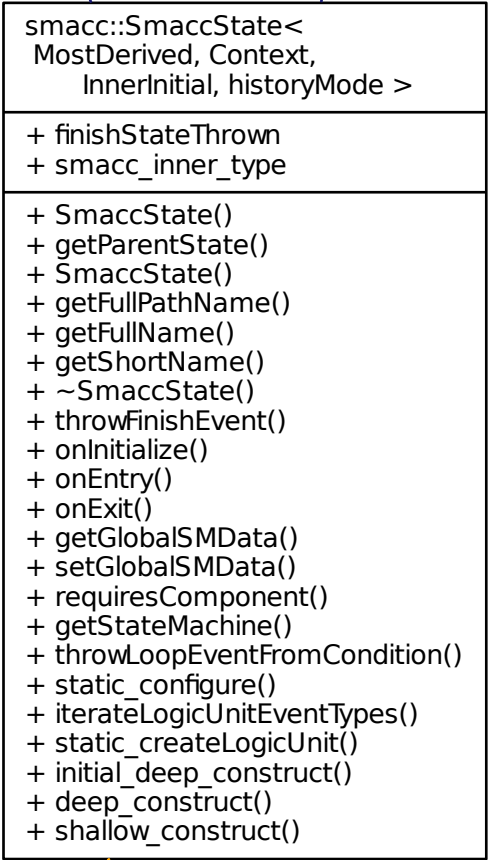 smacc::SmaccState<
MostDerived, Context,
InnerInitial, historyMode >
+ finishStateThrown
+ smacc_inner_type
+ SmaccState()
+ getParentState()
+ SmaccState()
+ getFullPathName()
+ getFullName()
+ getShortName()
+ ~SmaccState()
+ throwFinishEvent()
+ onInitialize()
+ onEntry()
+ onExit()
+ getGlobalSMData()
+ setGlobalSMData()
+ requiresComponent()
+ getStateMachine()
+ throwLoopEventFromCondition()
+ static_configure()
+ iterateLogicUnitEventTypes()
+ static_createLogicUnit()
+ initial_deep_construct()
+ deep_construct()
+ shallow_construct()